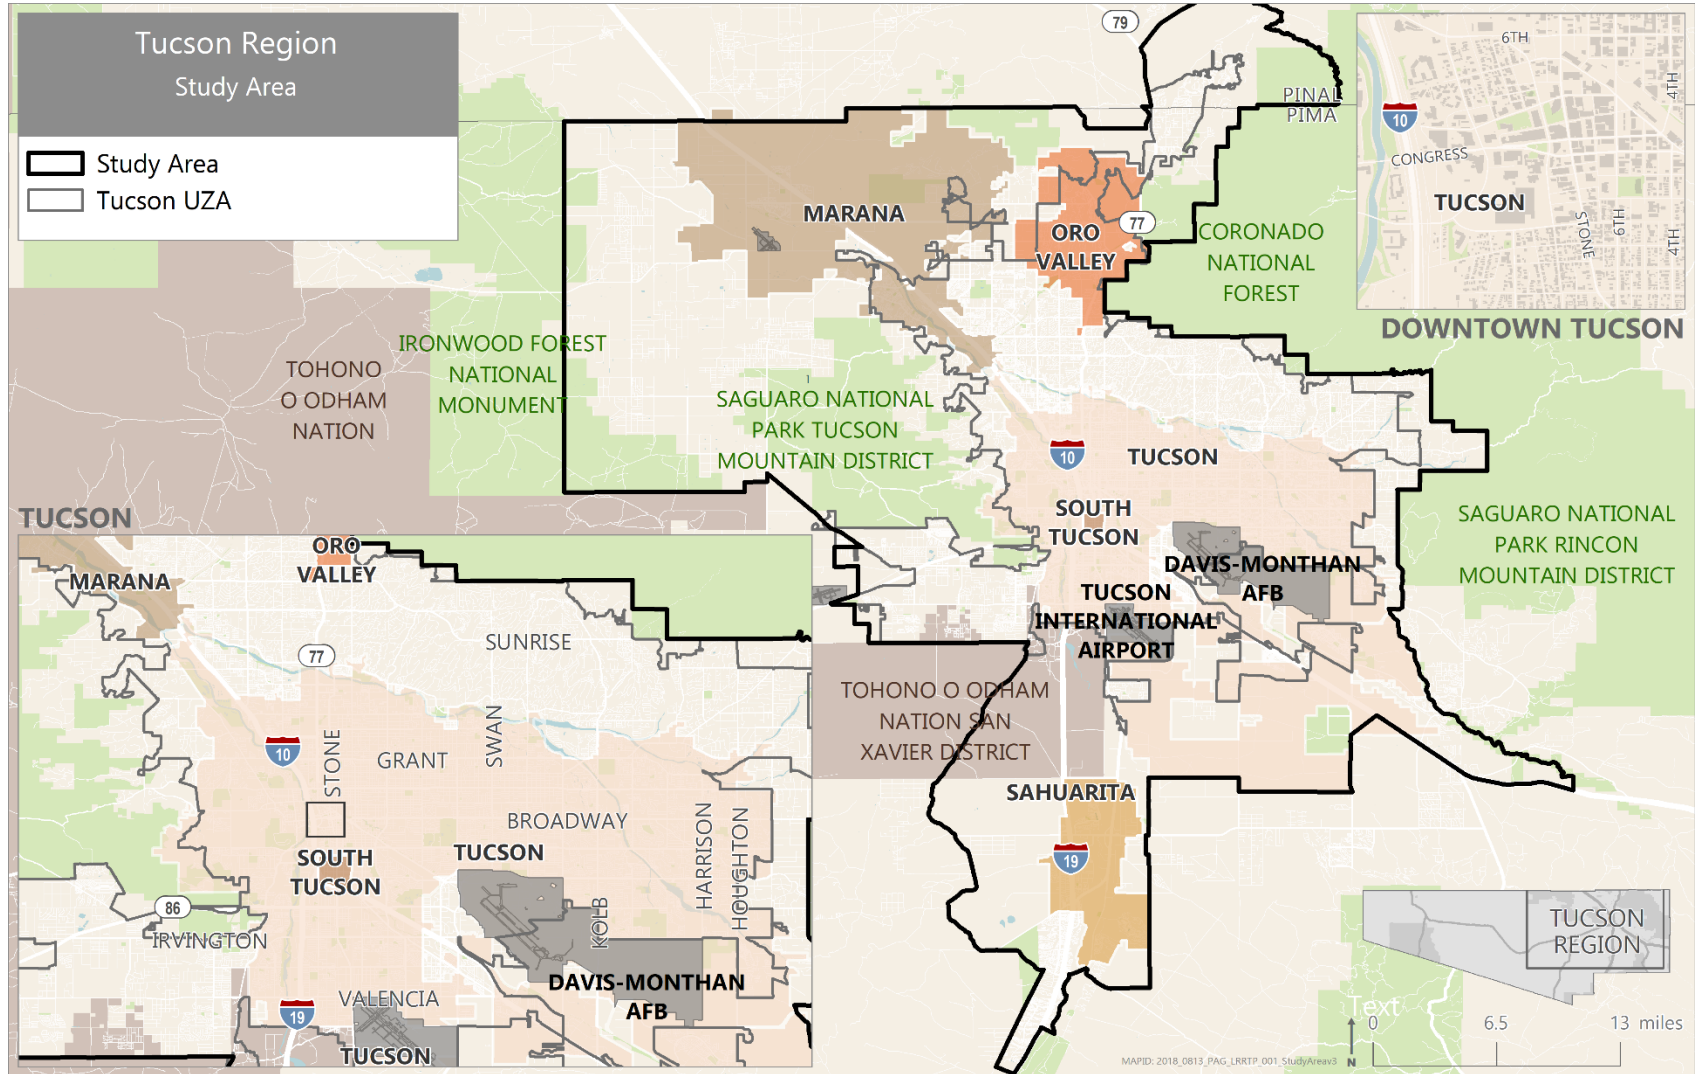 Tucson Region
Study Area
Study Area
Tucson UZA
79
PINAL
PIMA
6TH
4TH
10
CONGRESS
TUCSON
STONE
6TH
4TH
DOWNTOWN TUCSON
MARANA
77
ORO
VALLEY
CORONADO
NATIONAL
FOREST
IRONWOOD FOREST
NATIONAL
MONUMENT
TOHONO
O ODHAM
NATION
SAGUARO NATIONAL
PARK TUCSON
MOUNTAIN DISTRICT
10
TUCSON
SOUTH
TUCSON
SAGUARO NATIONAL
PARK RINCON
MOUNTAIN DISTRICT
DAVIS-MONTHAN
AFB
TUCSON
INTERNATIONAL
AIRPORT
TOHONO O ODHAM
NATION SAN
XAVIER DISTRICT
SAHUARITA
19
TUCSON
ORO
VALLEY
MARANA
SUNRISE
77
10
STONE
GRANT
SWAN
BROADWAY
HARRISON
HOUGHTON
SOUTH
TUCSON
TUCSON
86
IRVINGTON
KOLB
DAVIS-MONTHAN
AFB
VALENCIA
19
TUCSON
TUCSON
REGION
Text
0 6.5 13 miles
N
MAPID: 2018_0813_PAG_LRRTP_001_StudyAreav3